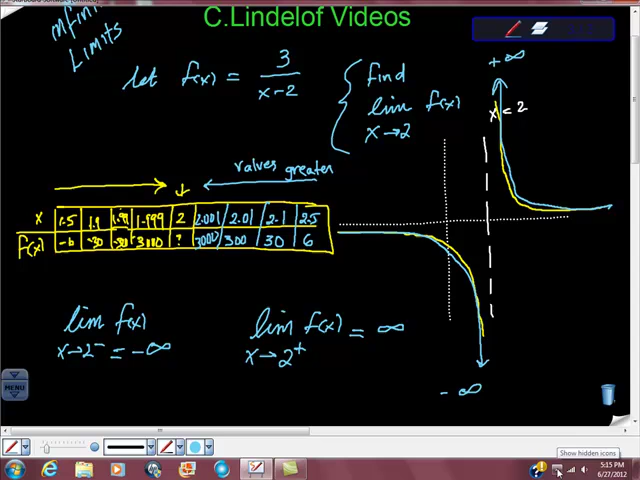 C.Lindelof Videos
Infinite
Limits
let f(x) = 3
x-2
Find
lim f(x)
x→2
+ ∞
x = 2
values greater
x 1.5 1.9 1.99 1.999 2 2.001 2.01 2.1 2.5
f(x) -6 -30 -300 -3000 ? 3000 300 30 6
lim f(x)
x→2⁻ = -∞
lim f(x) = ∞
x→2⁺
- ∞
MENU
Show hidden icons
5:15 PM
6/27/2012